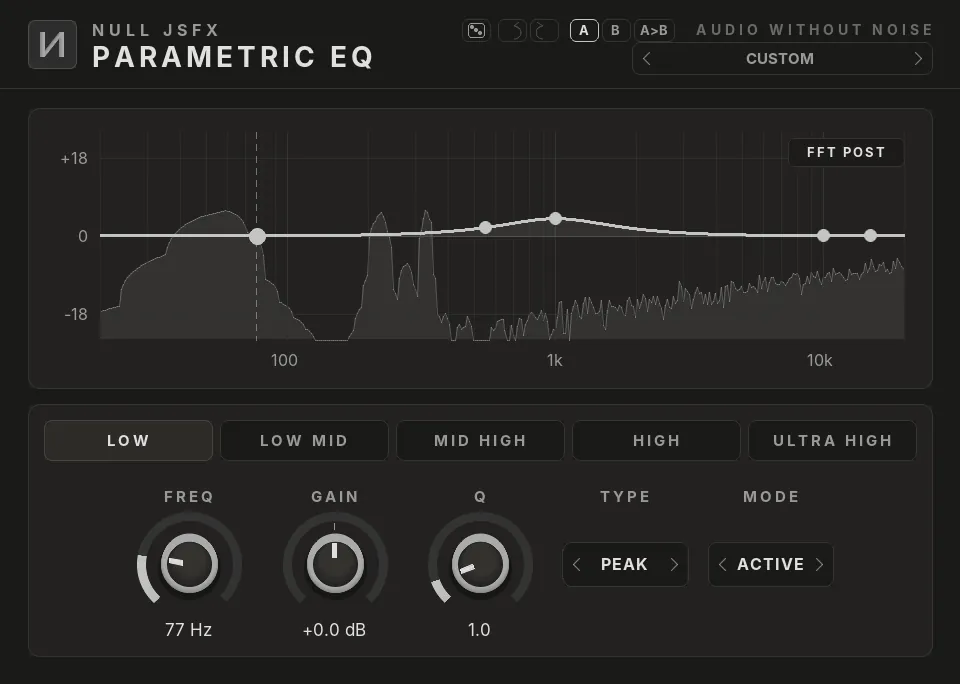 NULL JSFX
PARAMETRIC EQ
A B A>B
AUDIO WITHOUT NOISE
CUSTOM
FFT POST
+18
0
-18
100 1k 10k
LOW LOW MID MID HIGH HIGH ULTRA HIGH
FREQ GAIN Q TYPE MODE
PEAK ACTIVE
77 Hz +0.0 dB 1.0